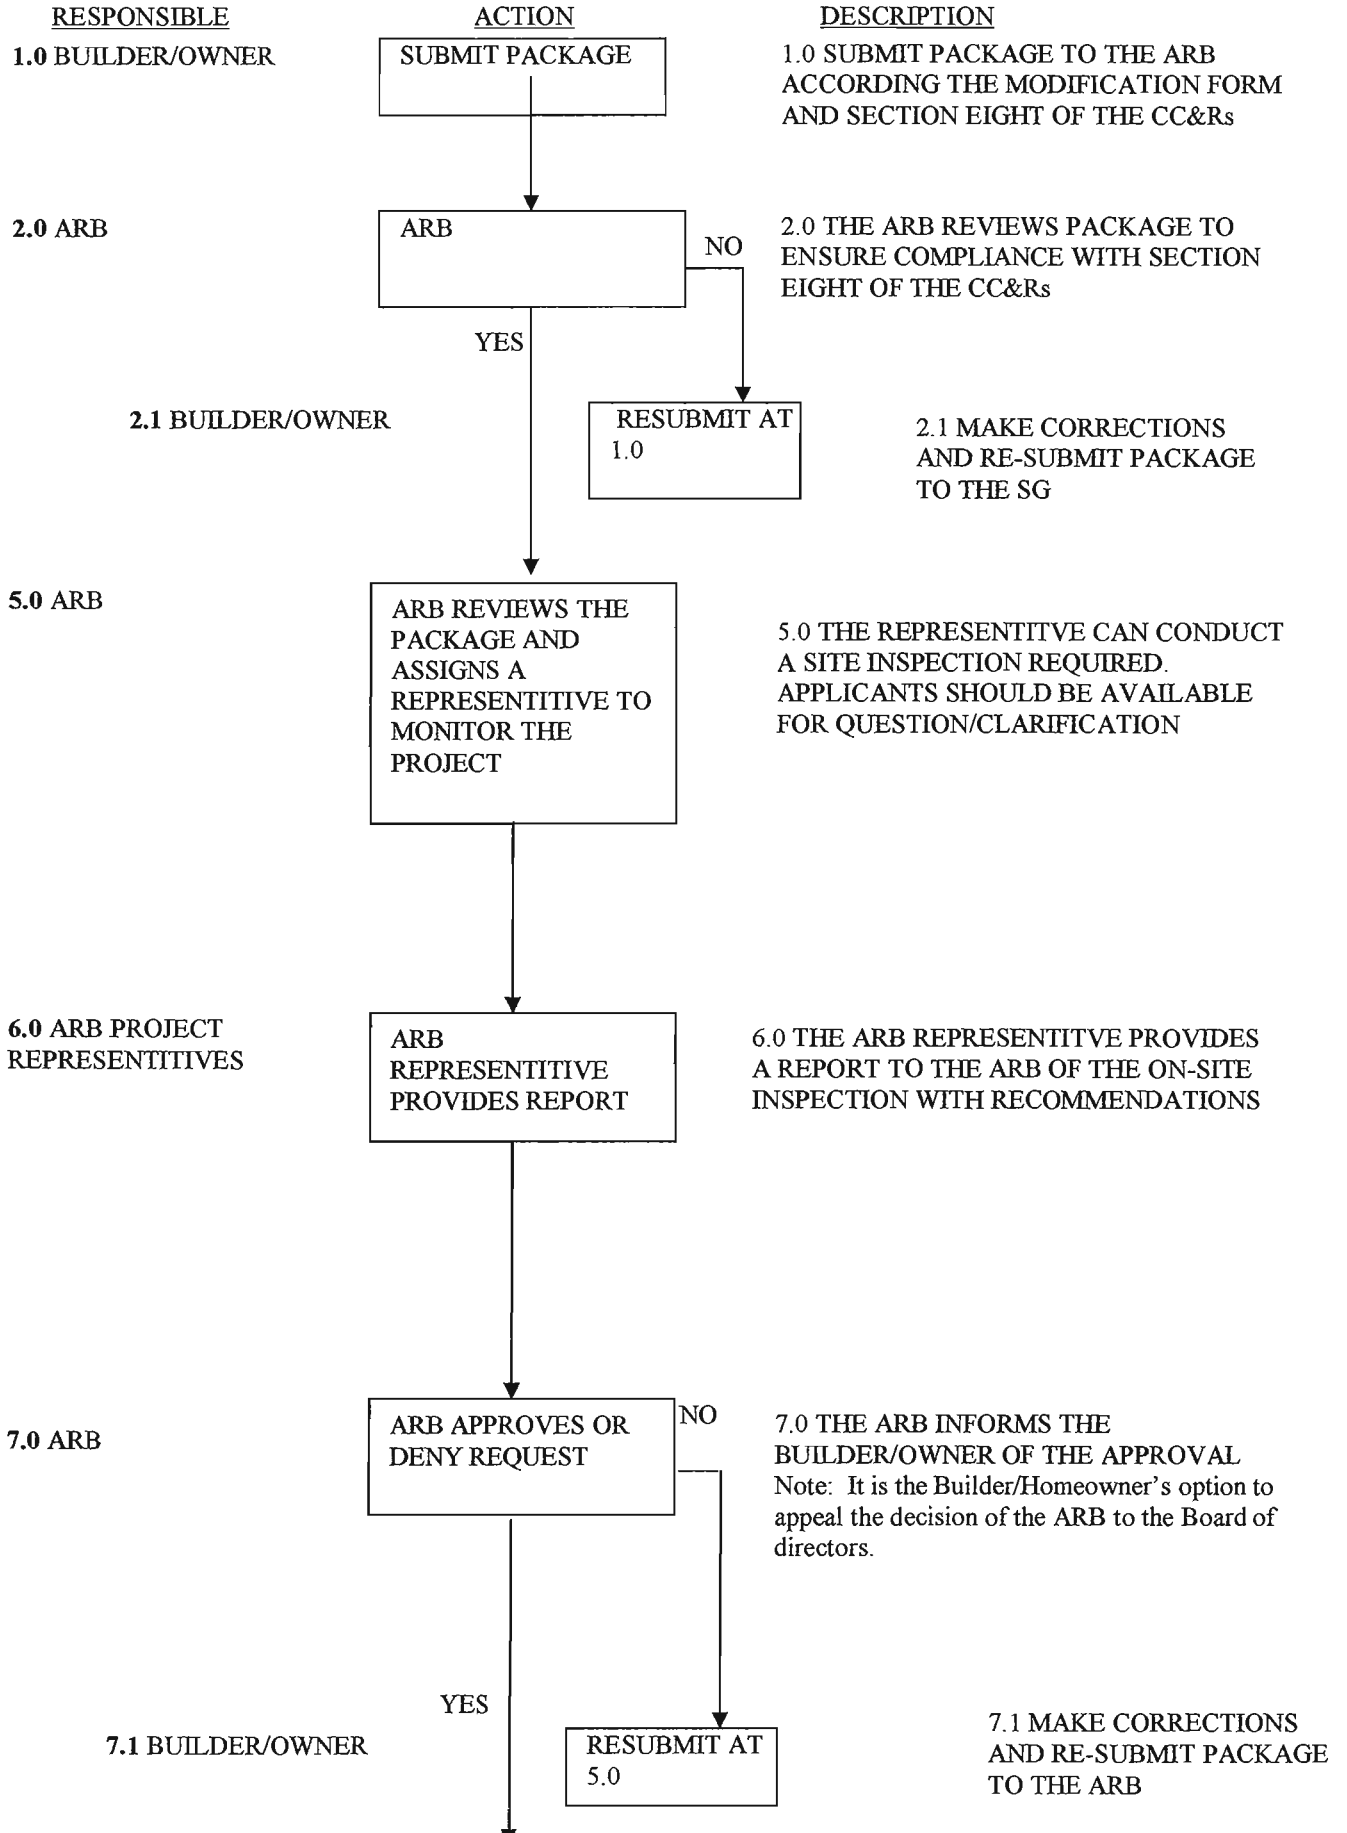 RESPONSIBLE
ACTION
DESCRIPTION
1.0 BUILDER/OWNER
SUBMIT PACKAGE
1.0 SUBMIT PACKAGE TO THE ARB
ACCORDING THE MODIFICATION FORM
AND SECTION EIGHT OF THE CC&Rs
2.0 ARB
ARB
NO
2.0 THE ARB REVIEWS PACKAGE TO
ENSURE COMPLIANCE WITH SECTION
EIGHT OF THE CC&Rs
YES
2.1 BUILDER/OWNER
RESUBMIT AT
1.0
2.1 MAKE CORRECTIONS
AND RE-SUBMIT PACKAGE
TO THE SG
5.0 ARB
ARB REVIEWS THE
PACKAGE AND
ASSIGNS A
REPRESENTITIVE TO
MONITOR THE
PROJECT
5.0 THE REPRESENTITVE CAN CONDUCT
A SITE INSPECTION REQUIRED.
APPLICANTS SHOULD BE AVAILABLE
FOR QUESTION/CLARIFICATION
6.0 ARB PROJECT
REPRESENTITIVES
ARB
REPRESENTITIVE
PROVIDES REPORT
6.0 THE ARB REPRESENTITVE PROVIDES
A REPORT TO THE ARB OF THE ON-SITE
INSPECTION WITH RECOMMENDATIONS
7.0 ARB
ARB APPROVES OR
DENY REQUEST
NO
7.0 THE ARB INFORMS THE
BUILDER/OWNER OF THE APPROVAL
Note:  It is the Builder/Homeowner's option to
appeal the decision of the ARB to the Board of
directors.
YES
7.1 BUILDER/OWNER
RESUBMIT AT
5.0
7.1 MAKE CORRECTIONS
AND RE-SUBMIT PACKAGE
TO THE ARB